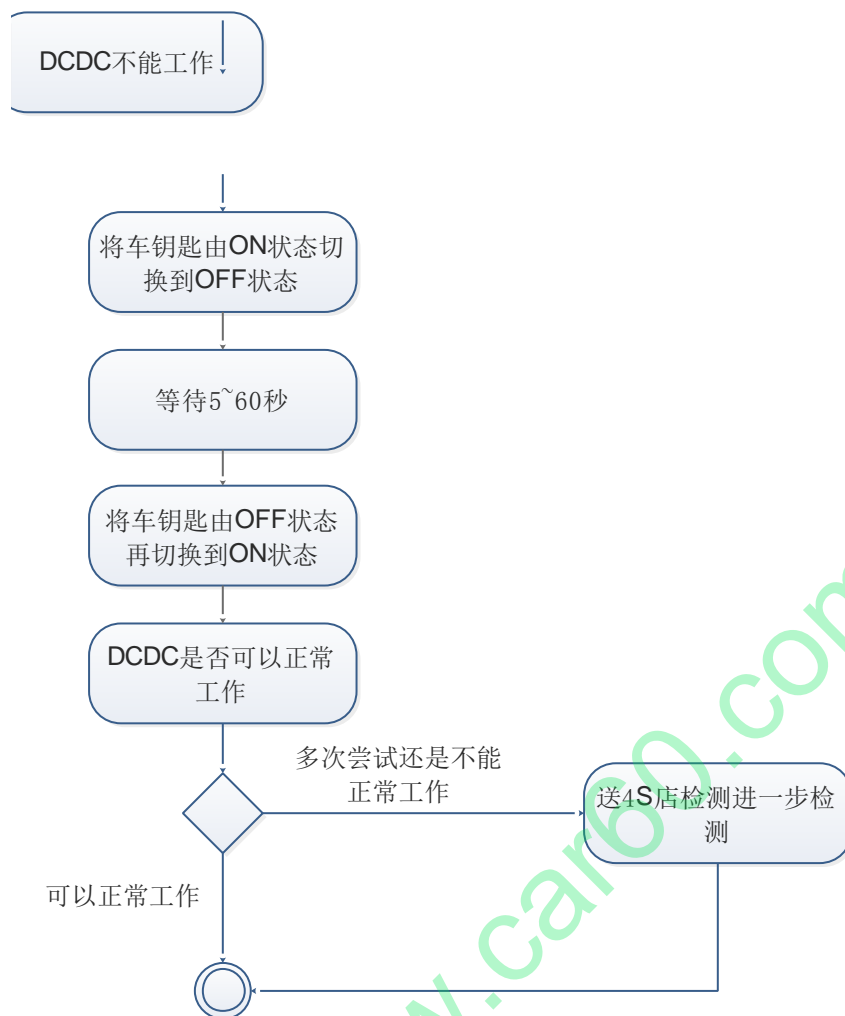 DCDC不能工作
将车钥匙由ON状态切
换到OFF状态
等待5~60秒
将车钥匙由OFF状态
再切换到ON状态
DCDC是否可以正常
工作
多次尝试还是不能
正常工作
送4S店检测进一步检
测
可以正常工作
w.car60.com